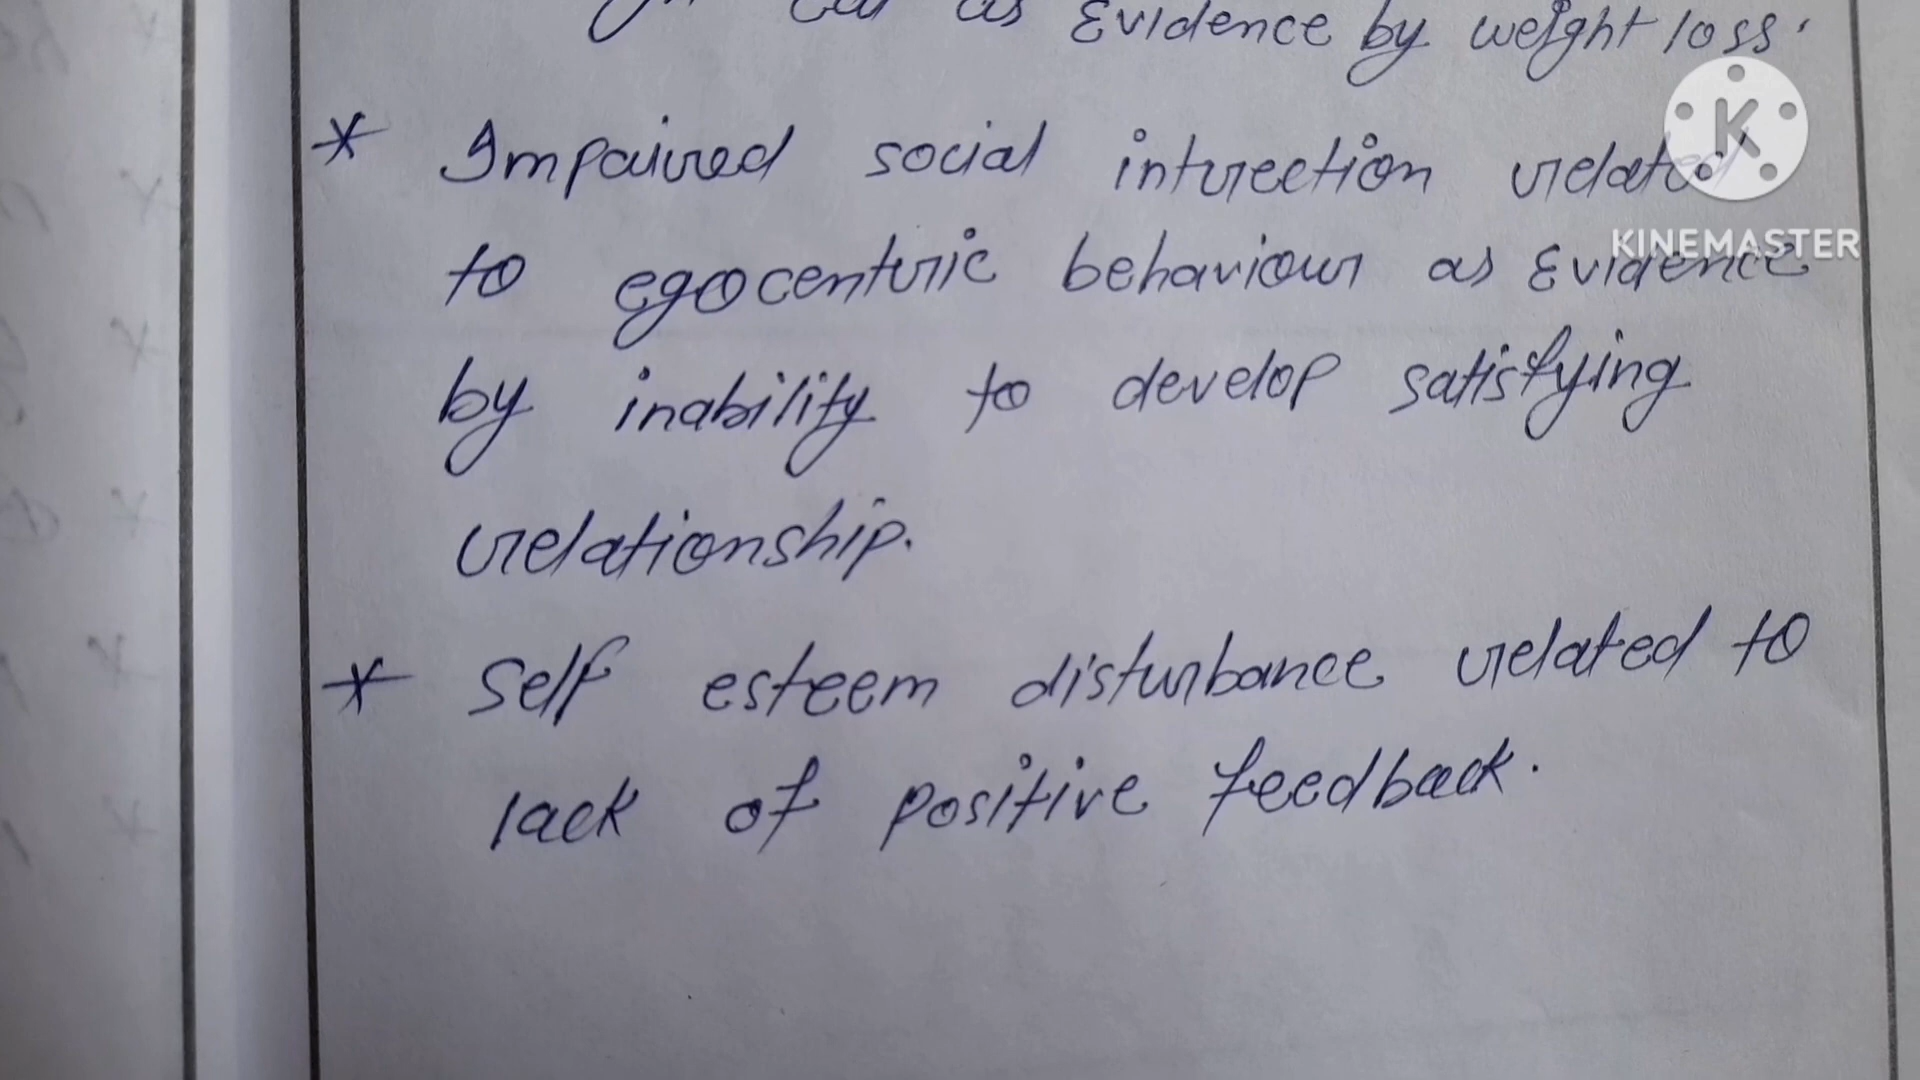 as Evidence by weight loss.
* Impaired social intrection related
to egocentric behaviour as Evidence
by inability to develop satisfying
relationship.
* Self esteem disturbance related to
lack of positive feedback.
KINEMASTER